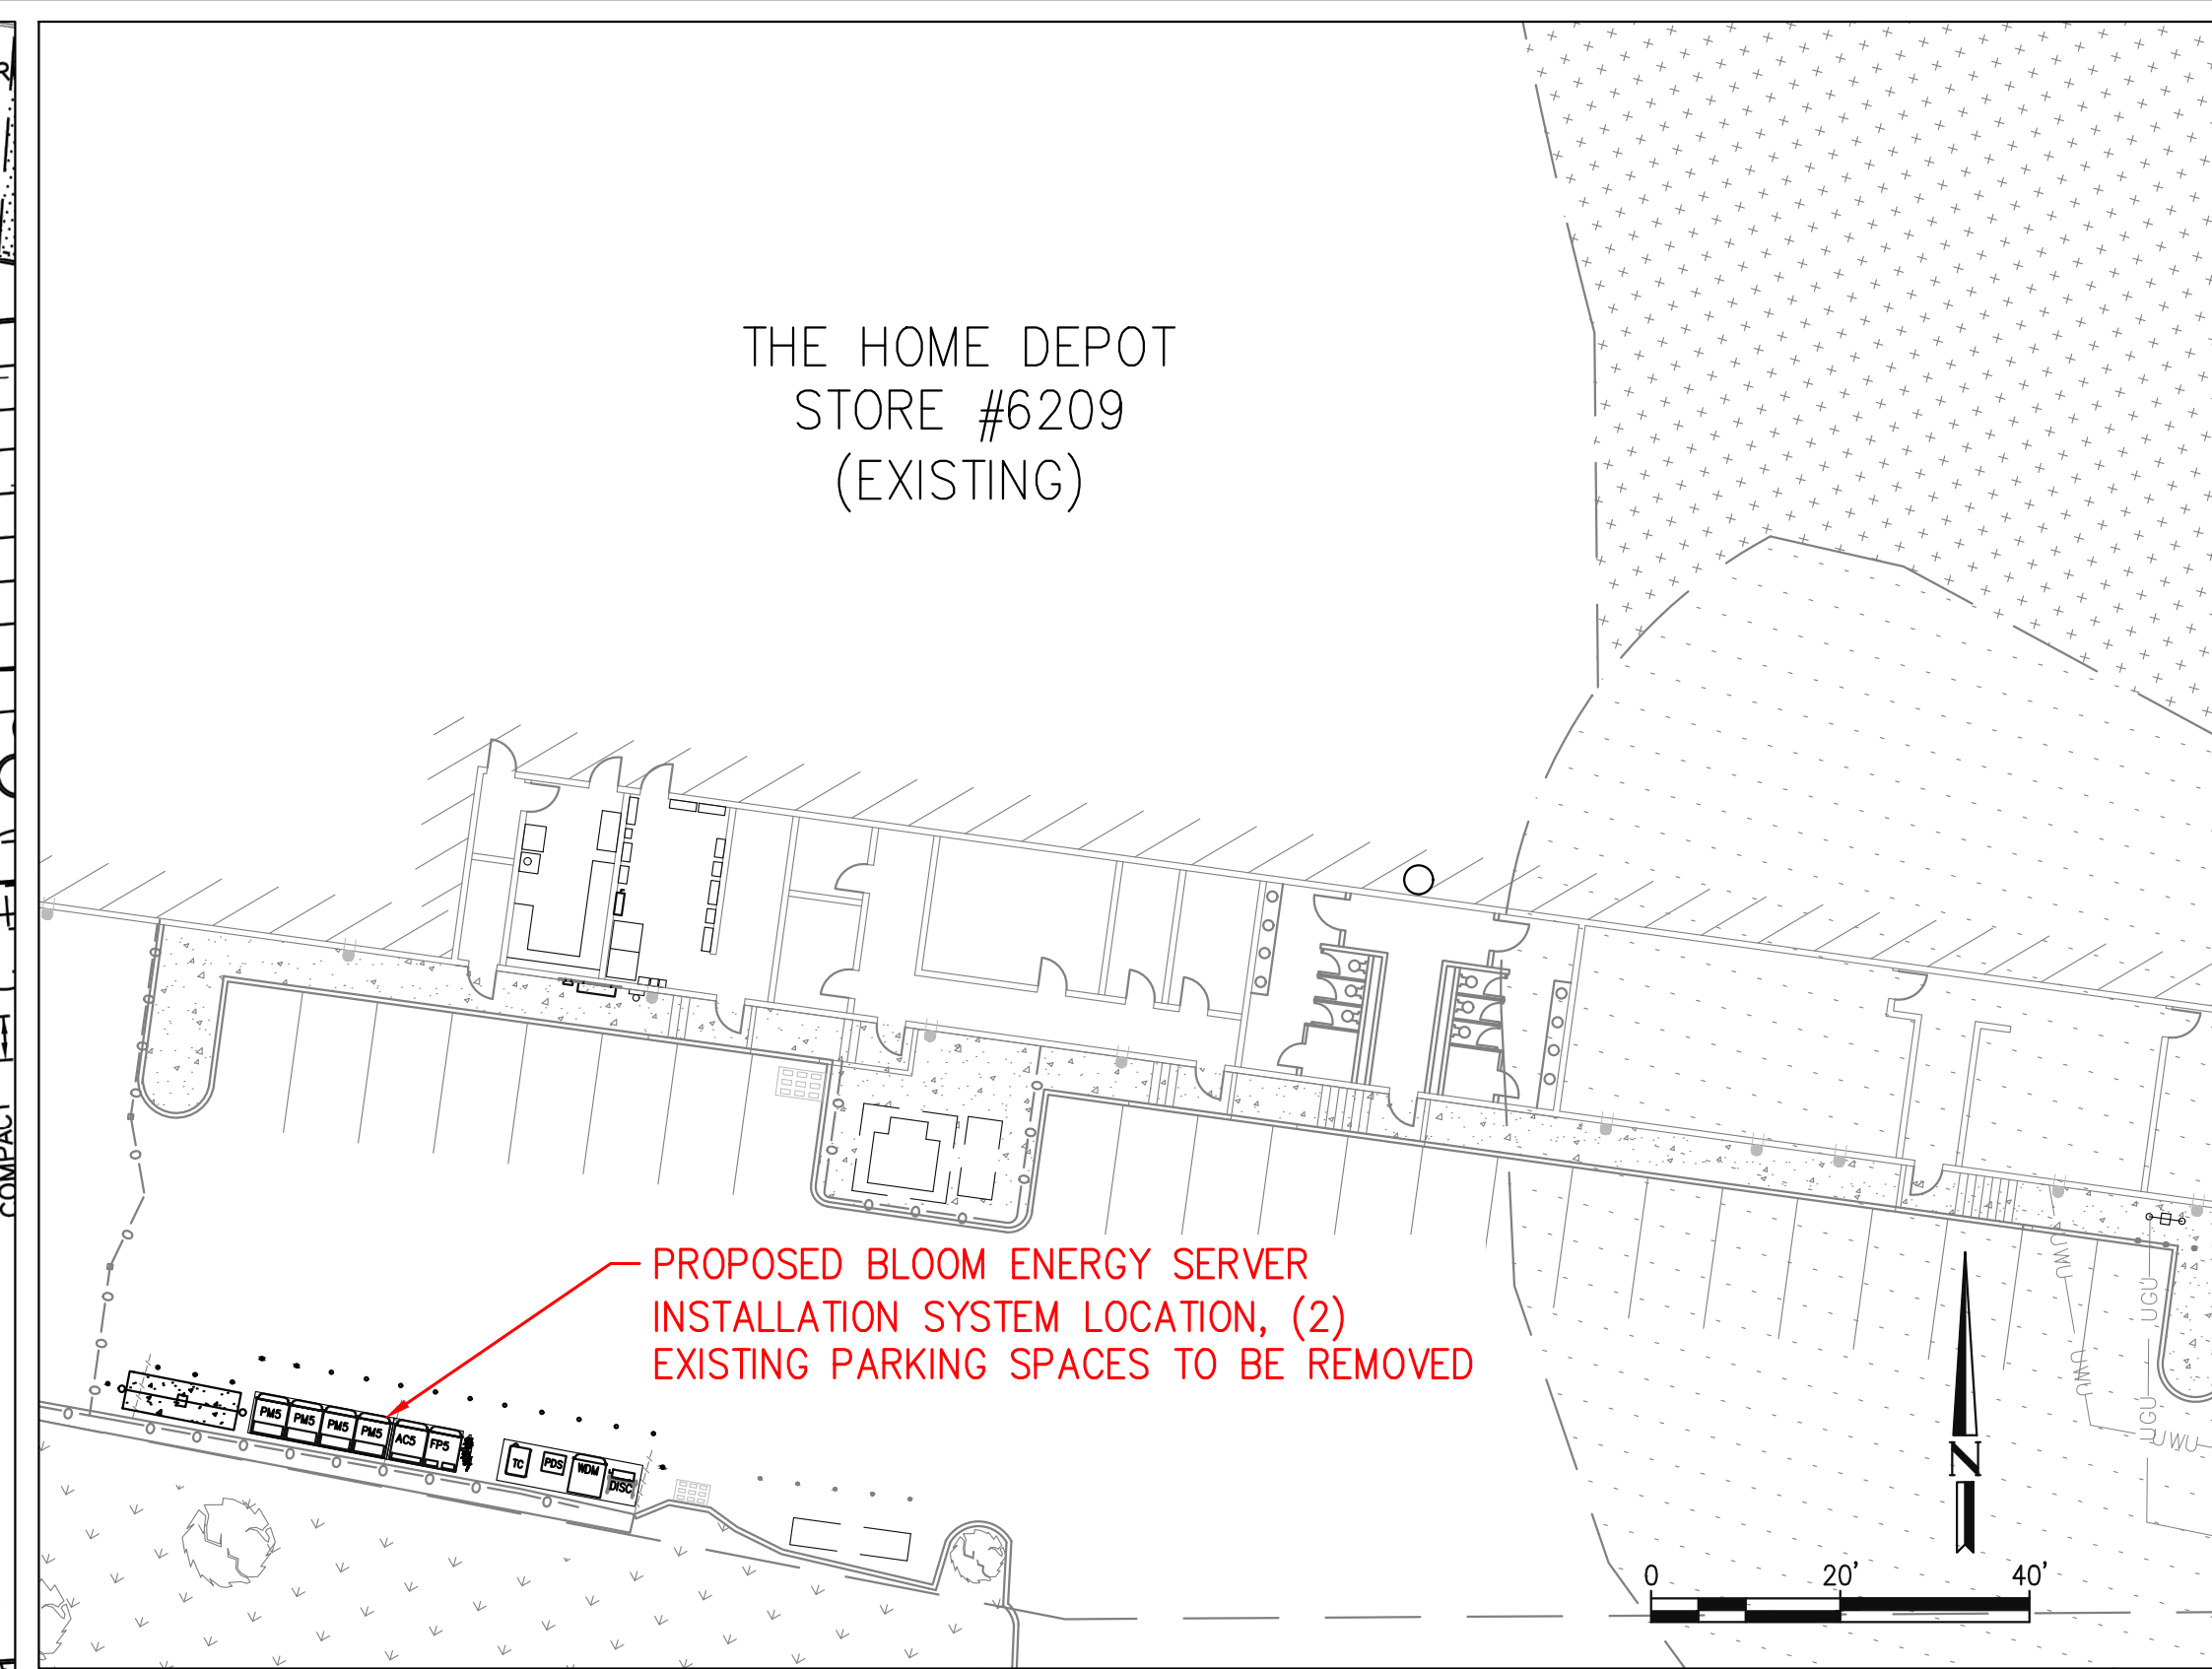 THE HOME DEPOT
STORE #6209
(EXISTING)
COMPACT
PROPOSED BLOOM ENERGY SERVER
INSTALLATION SYSTEM LOCATION, (2)
EXISTING PARKING SPACES TO BE REMOVED
PM5 PM5 PM5 PM5 AC5 FP5
TC PDS WDM DISC
UWU
UWU
UWU
UGU
UGU
N
0 20' 40'